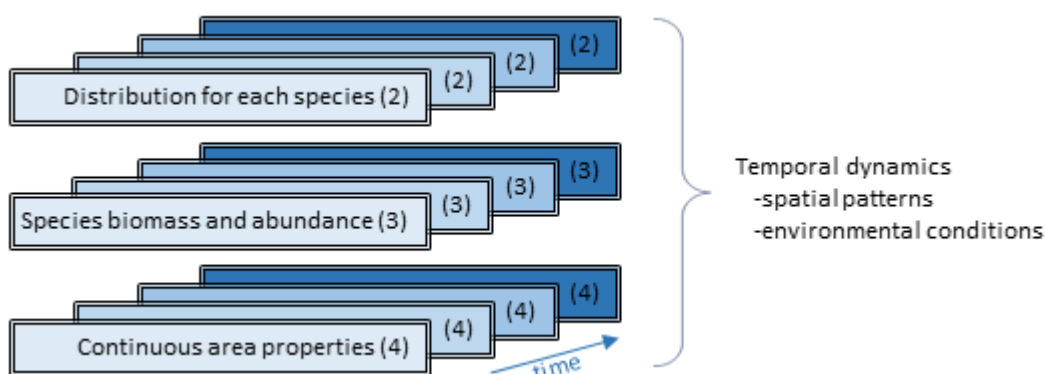 (2)
(2)
(2)
Distribution for each species (2)
(3)
(3)
(3)
Species biomass and abundance (3)
(4)
(4)
(4)
Continuous area properties (4)
time
Temporal dynamics
-spatial patterns
-environmental conditions